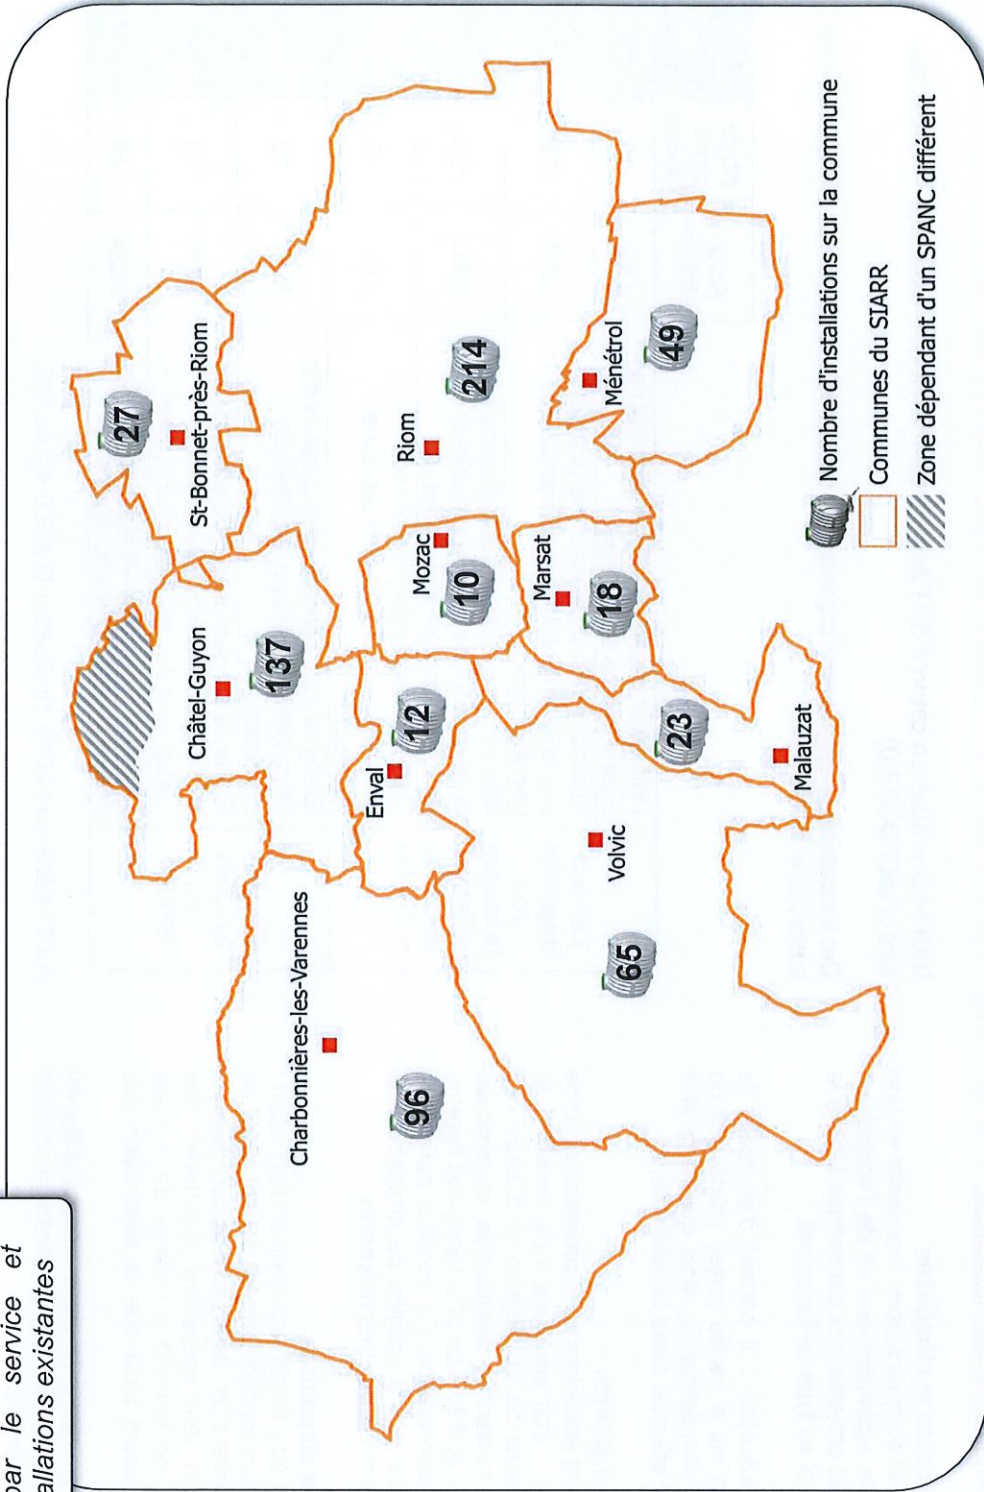 par le service et
allations existantes
27
St-Bonnet-près-Riom
Châtel-Guyon
137
Riom
214
Mozac
10
Enval
12
Charbonnières-les-Varennes
96
Marsat
18
Ménétrol
49
Volvic
65
23
Malauzat
Nombre d'installations sur la commune
Communes du SIARR
Zone dépendant d'un SPANC différent